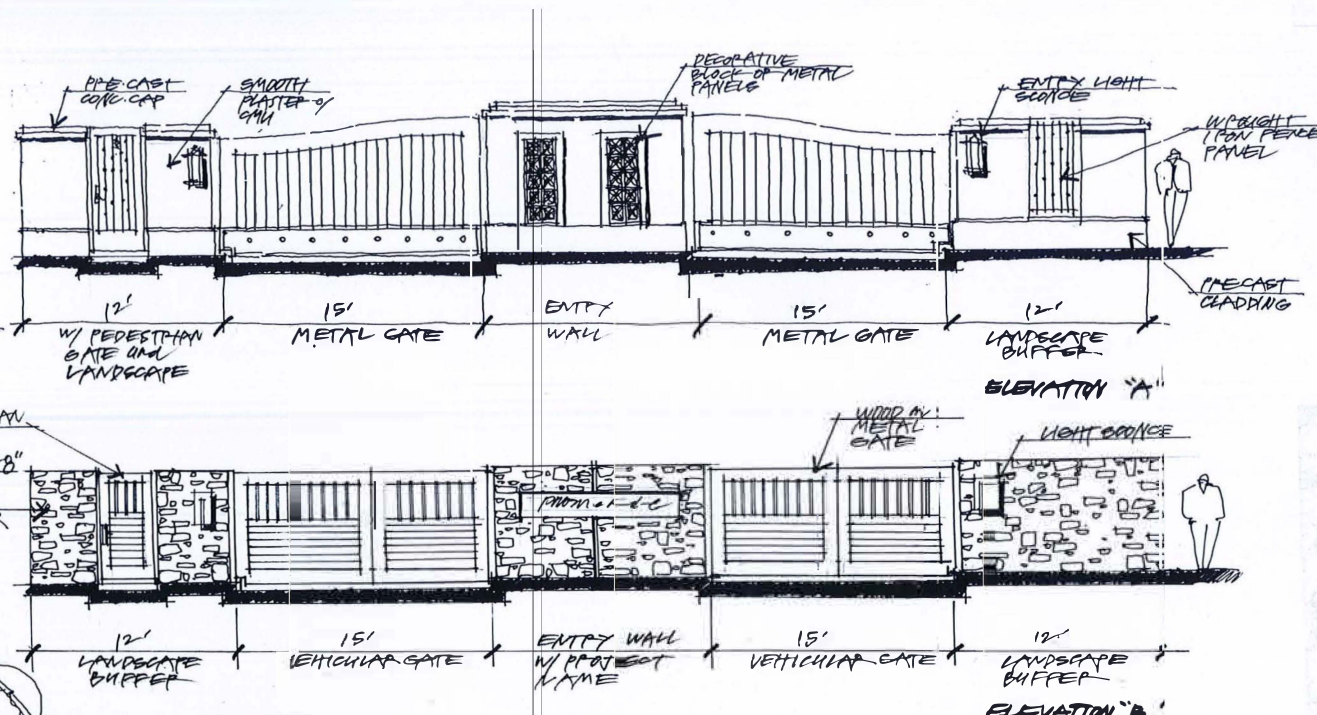 PRE-CAST
CONC. CAP
SMOOTH
PLASTER O/
CMU
DECORATIVE
BLOCK OR METAL
PANELS
ENTRY LIGHT
SCONCE
WROUGHT
IRON FENCE
PANEL
PRECAST
CLADDING
12'
W/ PEDESTRIAN
GATE and
LANDSCAPE
15'
METAL GATE
ENTRY
WALL
15'
METAL GATE
12'
LANDSCAPE
BUFFER
ELEVATION "A"
AN
8"
WOOD
METAL
GATE
LIGHT SCONCE
12'
LANDSCAPE
BUFFER
15'
VEHICULAR GATE
ENTRY WALL
W/ PROJECT
NAME
15'
VEHICULAR GATE
12'
LANDSCAPE
BUFFER
ELEVATION "B"